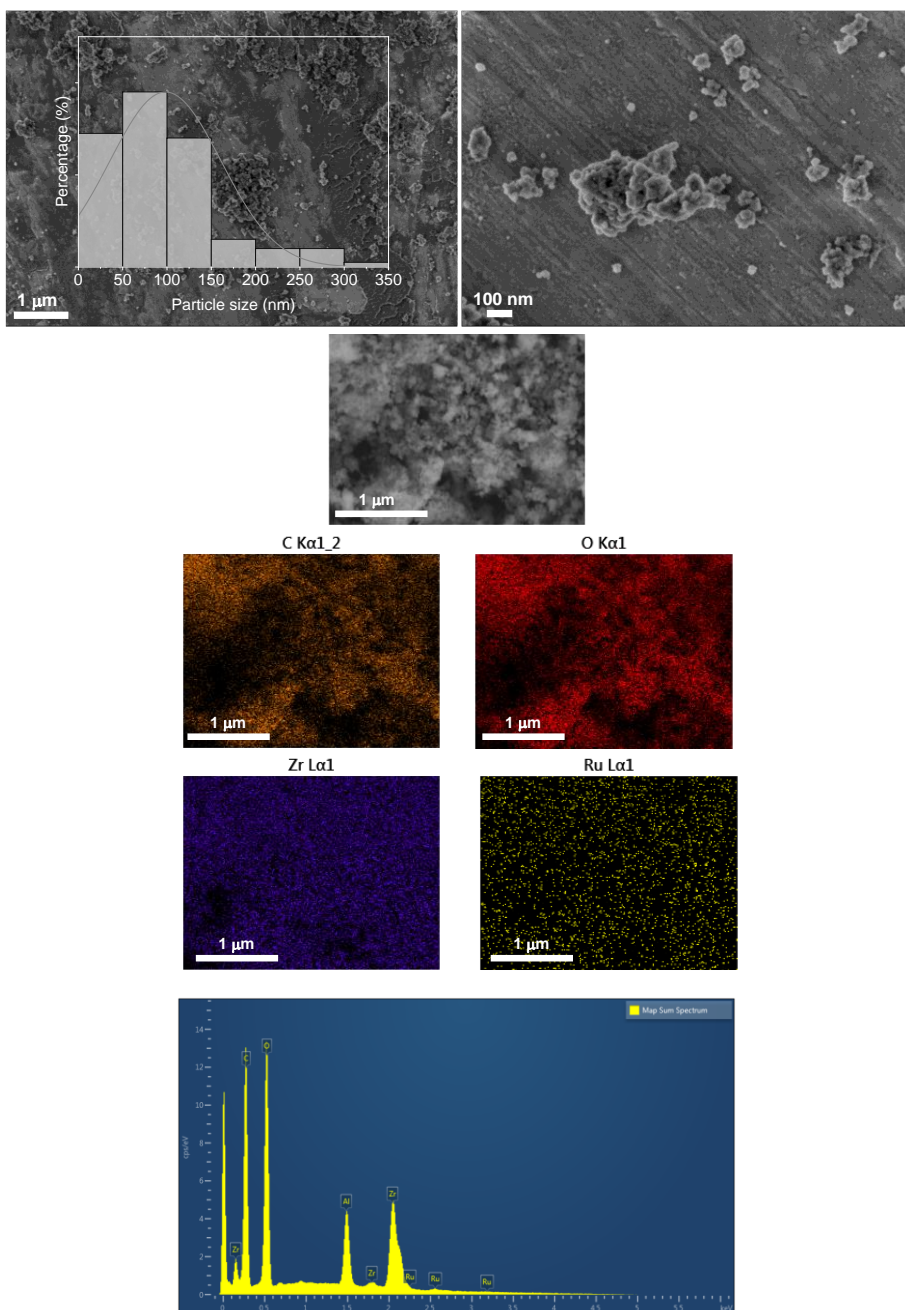 Percentage (%)
0 50 100 150 200 250 300 350
Particle size (nm)
1 μm
100 nm
1 μm
C Kα1_2
O Kα1
1 μm
1 μm
Zr Lα1
Ru Lα1
1 μm
1 μm
Map Sum Spectrum
cps/eV
14
12
10
8
6
4
2
0
Zr
C
O
Al
Zr
Zr
Ru
Ru
Ru
0 0.5 1 1.5 2 2.5 3 3.5 4 4.5 5 5.5 keV